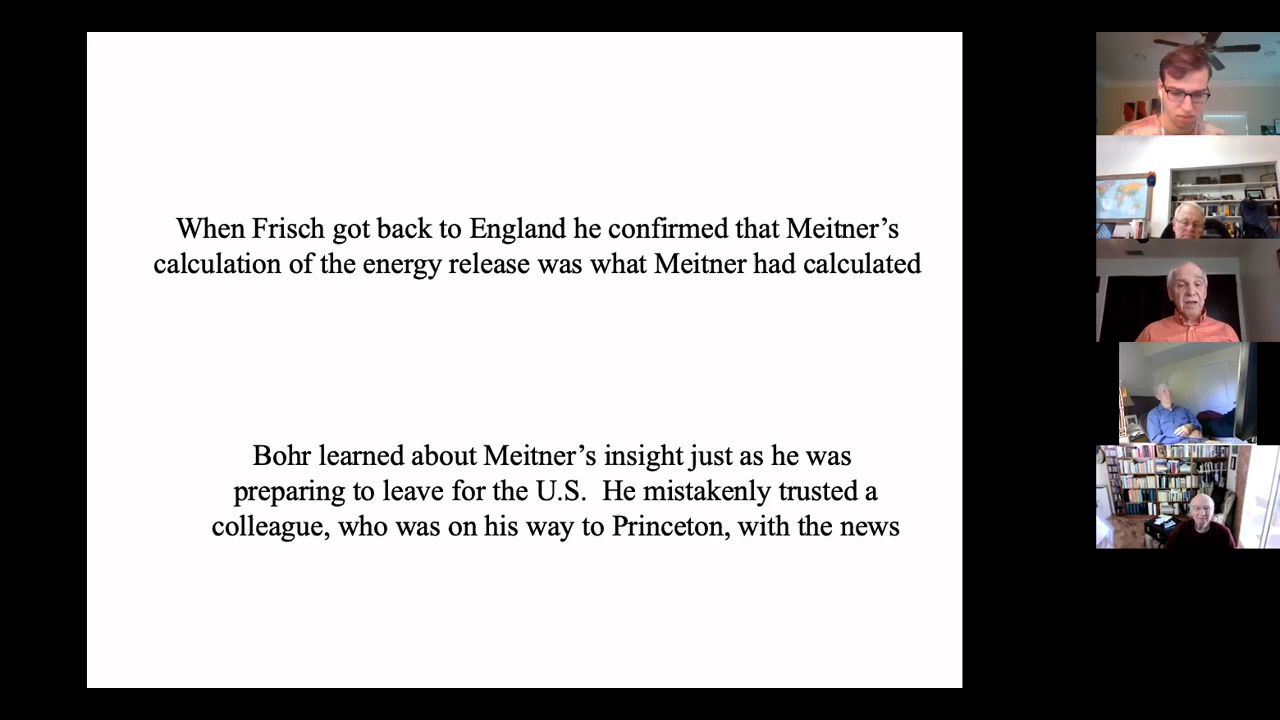 When Frisch got back to England he confirmed that Meitner’s
calculation of the energy release was what Meitner had calculated
Bohr learned about Meitner’s insight just as he was
preparing to leave for the U.S.  He mistakenly trusted a
colleague, who was on his way to Princeton, with the news